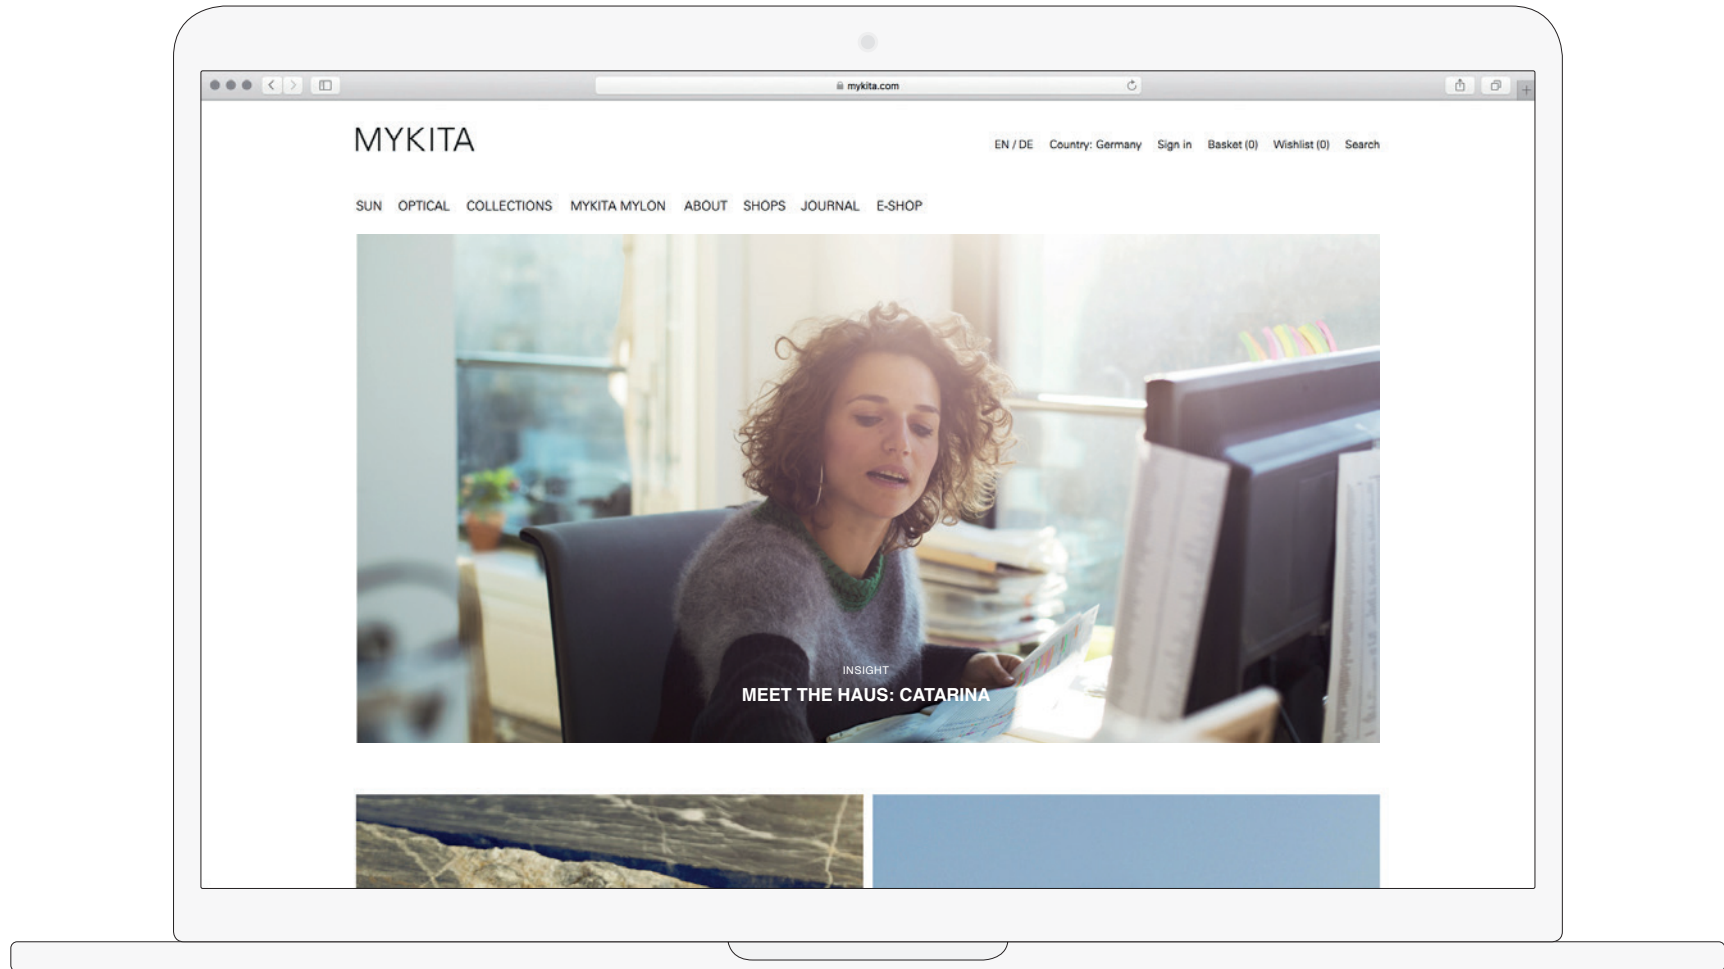 mykita.com
MYKITA
EN / DE Country: Germany Sign in Basket (0) Wishlist (0) Search
SUN OPTICAL COLLECTIONS MYKITA MYLON ABOUT SHOPS JOURNAL E-SHOP
INSIGHT
MEET THE HAUS: CATARINA